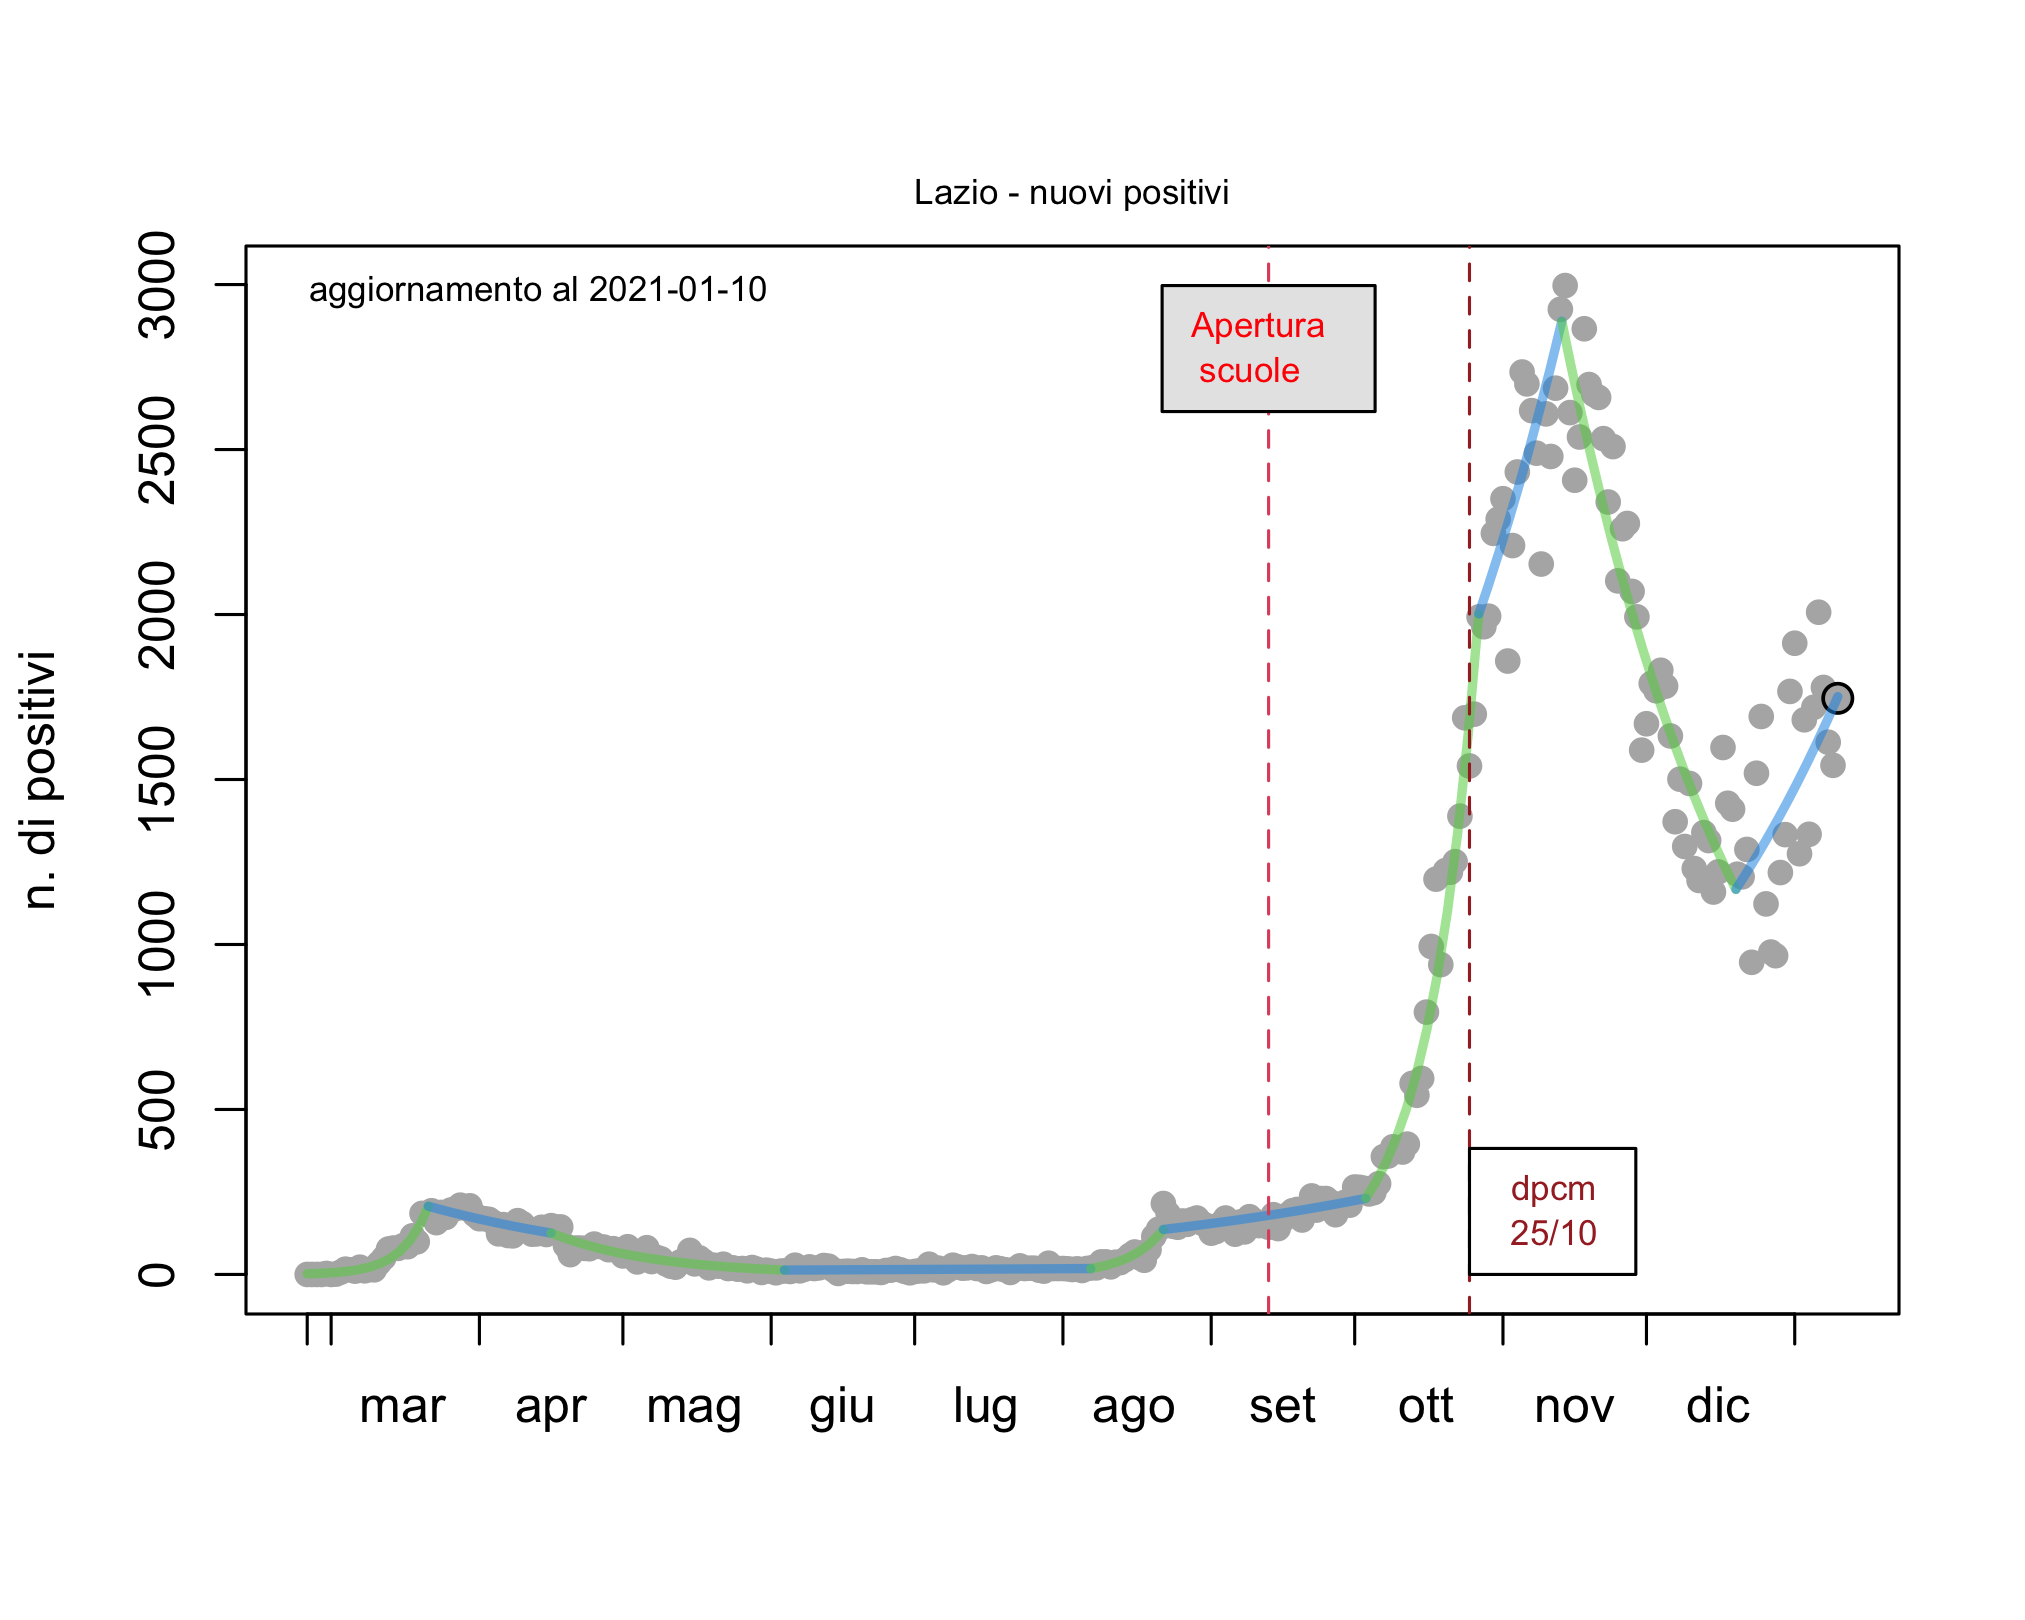 Lazio - nuovi positivi
aggiornamento al 2021-01-10
Apertura
scuole
dpcm
25/10
n. di positivi
3000
2500
2000
1500
1000
500
0
mar apr mag giu lug ago set ott nov dic